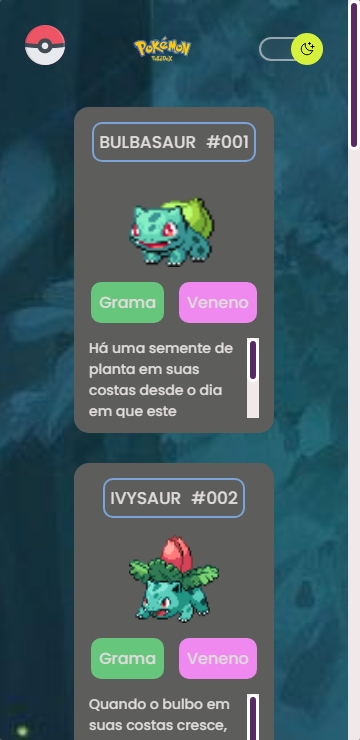 POKÉMON
BULBASAUR #001
Grama Veneno
Há uma semente de
planta em suas
costas desde o dia
em que este
IVYSAUR #002
Grama Veneno
Quando o bulbo em
suas costas cresce,